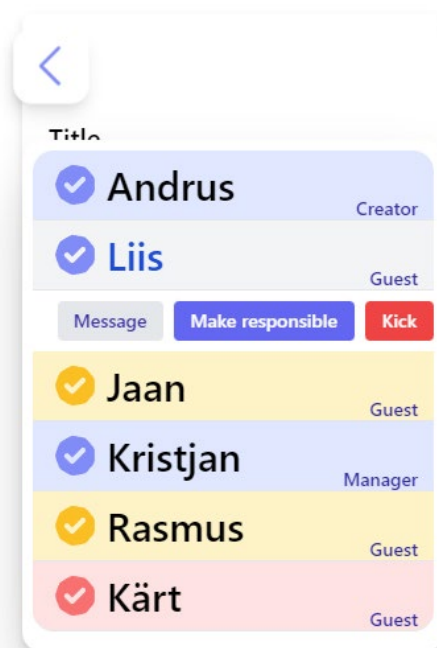 Title
Andrus
Creator
Liis
Guest
Message Make responsible Kick
Jaan
Guest
Kristjan
Manager
Rasmus
Guest
Kärt
Guest